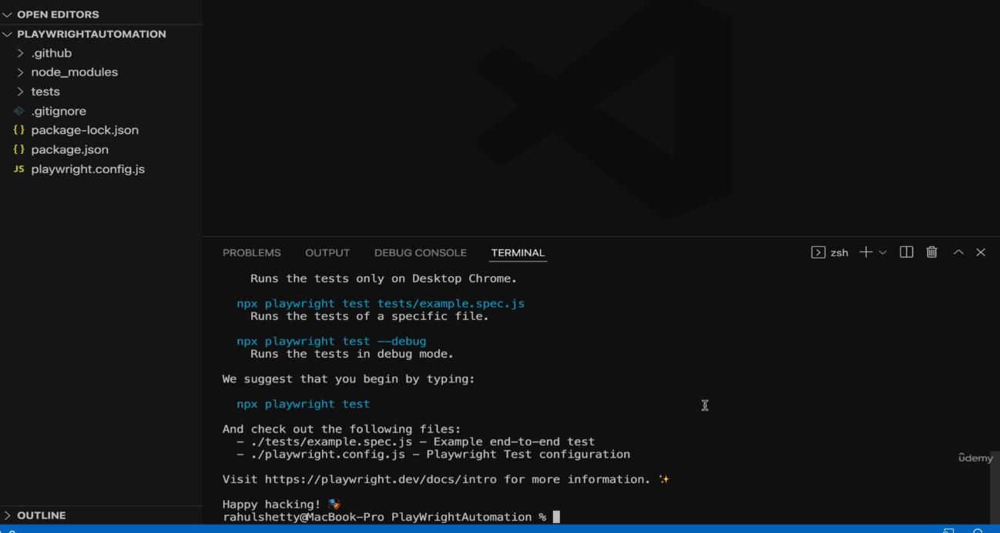 OPEN EDITORS
PLAYWRIGHTAUTOMATION
.github
node_modules
tests
.gitignore
{} package-lock.json
{} package.json
JS playwright.config.js
OUTLINE
PROBLEMS OUTPUT DEBUG CONSOLE TERMINAL
zsh
Runs the tests only on Desktop Chrome.
npx playwright test tests/example.spec.js
Runs the tests of a specific file.
npx playwright test --debug
Runs the tests in debug mode.
We suggest that you begin by typing:
npx playwright test
And check out the following files:
- ./tests/example.spec.js - Example end-to-end test
- ./playwright.config.js - Playwright Test configuration
Visit https://playwright.dev/docs/intro for more information. ✨
Happy hacking! 🎭
rahulshetty@MacBook-Pro PlayWrightAutomation %
ûdemy